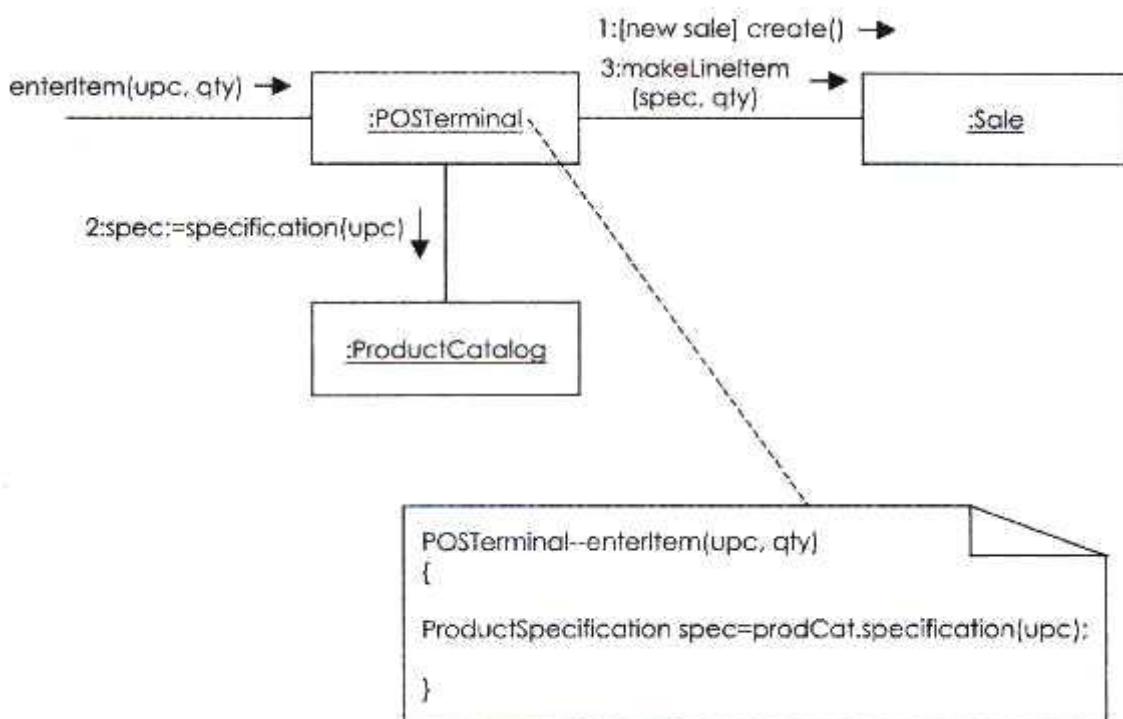 1:[new sale] create()
3:makeLineItem
(spec, qty)
enterItem(upc, qty)
:POSTerminal
:Sale
2:spec:=specification(upc)
:ProductCatalog
POSTerminal--enterItem(upc, qty)
{
ProductSpecification spec=prodCat.specification(upc);
}